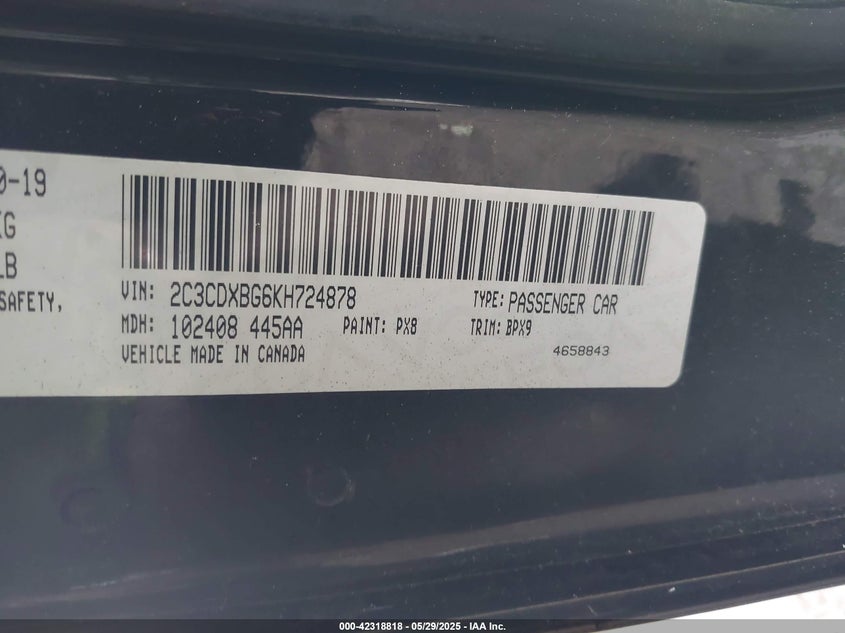 0-19
KG
LB
SAFETY,
VIN: 2C3CDXBG6KH724878 TYPE: PASSENGER CAR
MDH: 102408 445AA PAINT: PX8 TRIM: BPX9
VEHICLE MADE IN CANADA 4658843
000-42318818 - 05/29/2025 - IAA Inc.